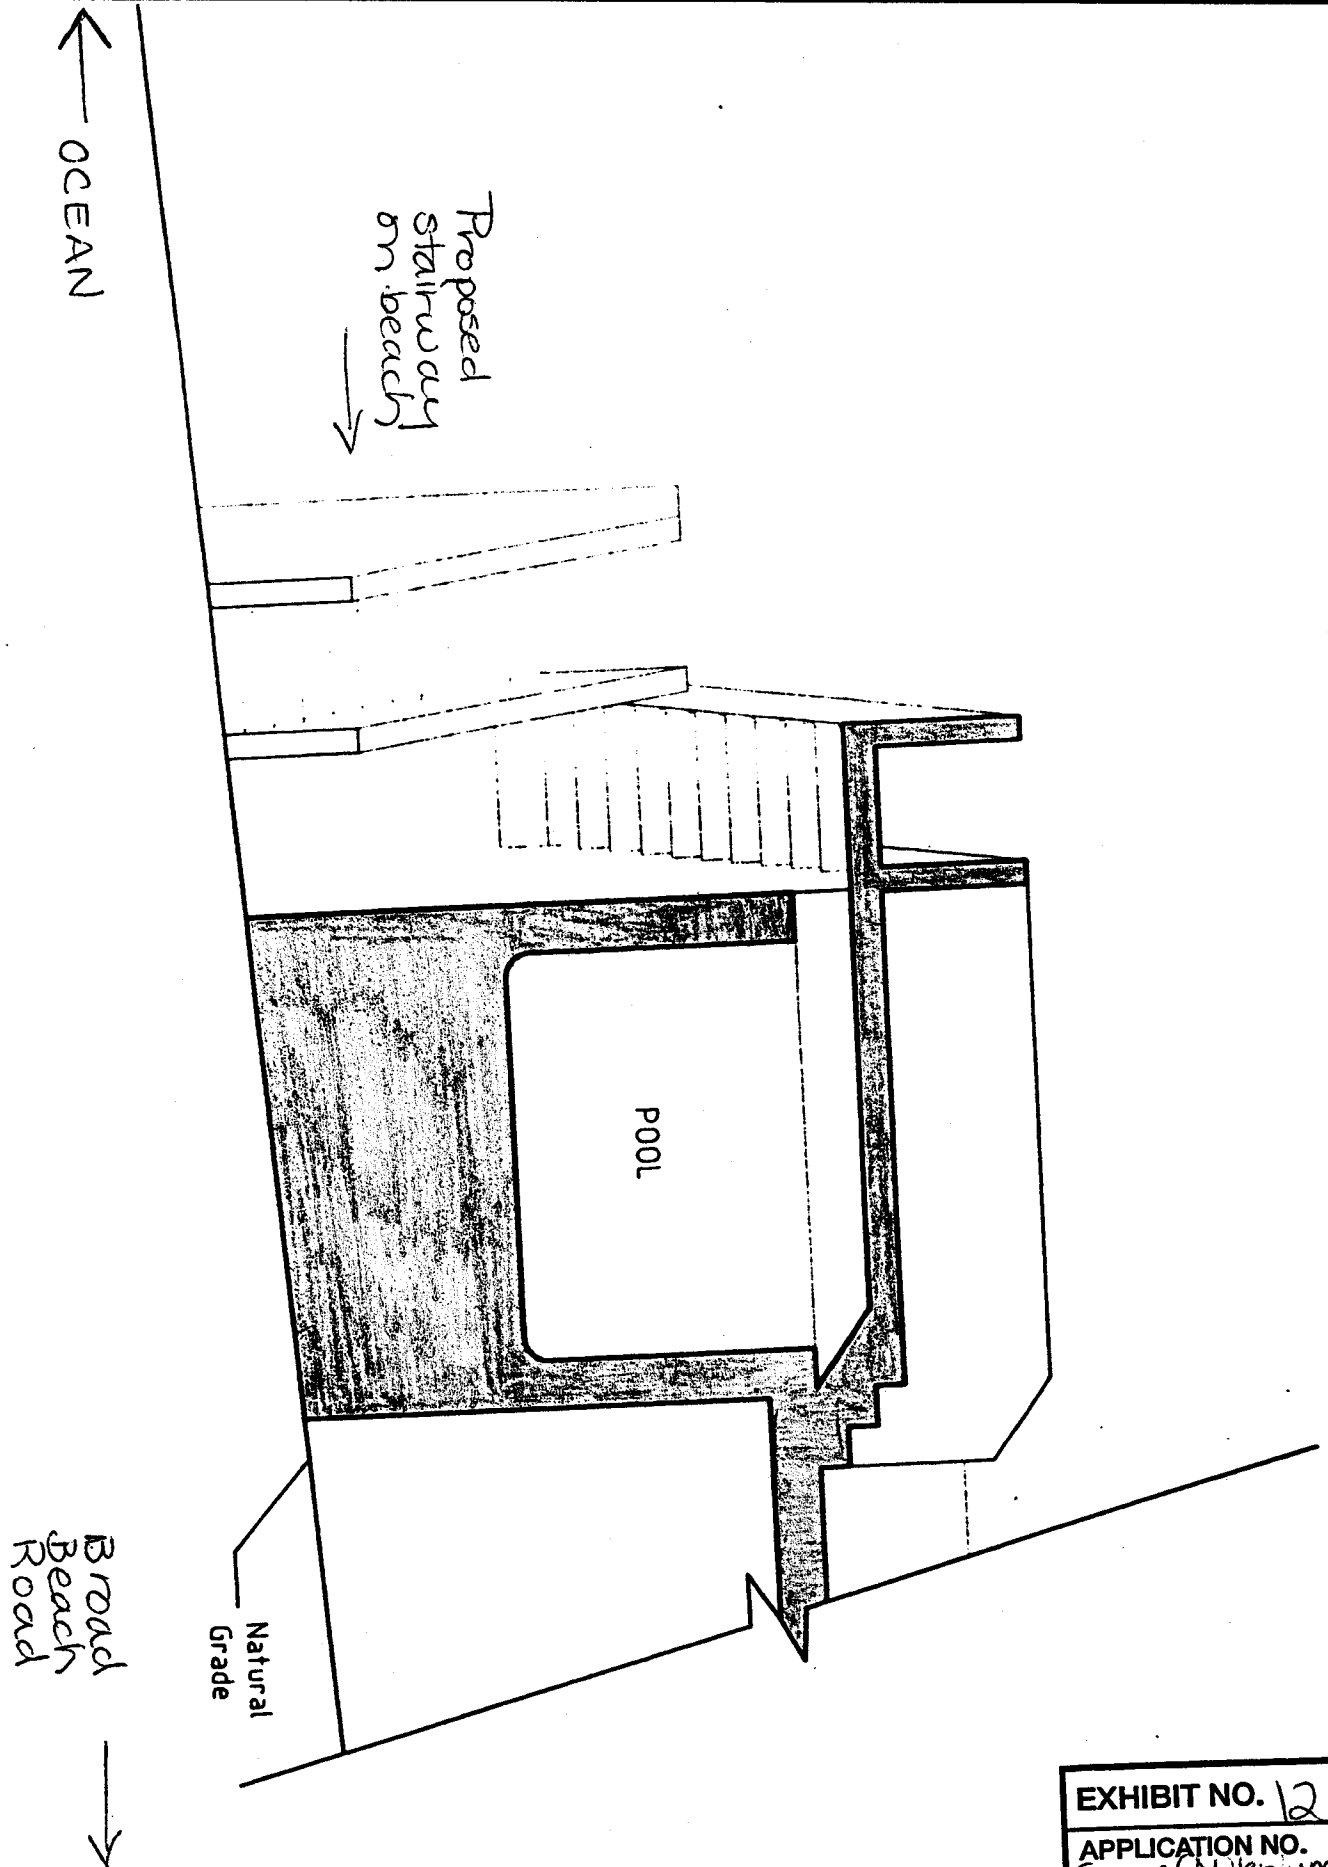 OCEAN
Proposed
stairway
on beach
POOL
Natural
Grade
Broad
Beach
Road
EXHIBIT NO. 12
APPLICATION NO.